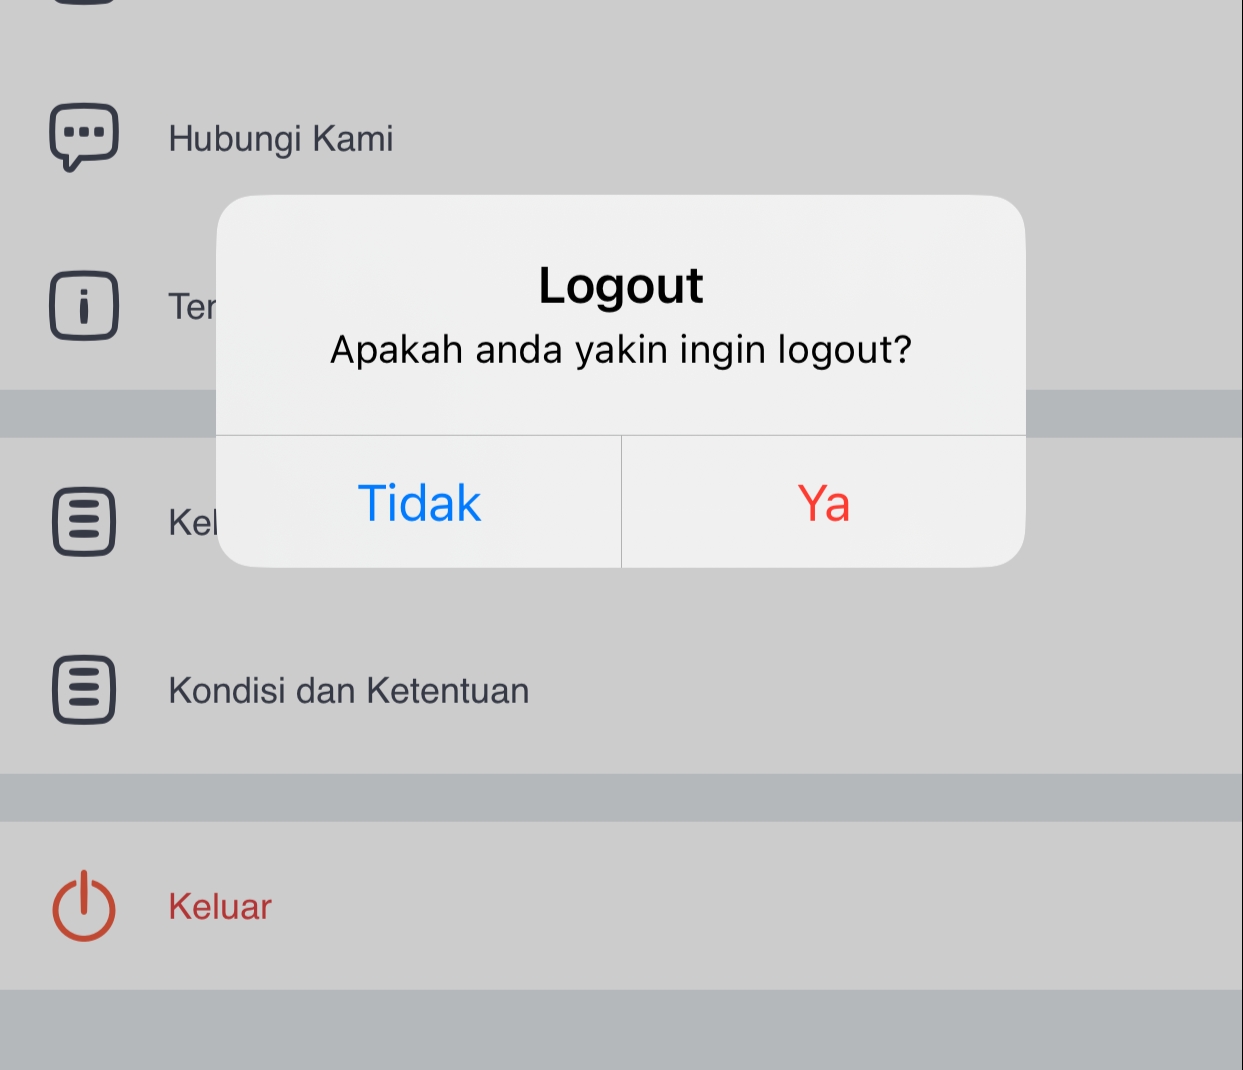 Hubungi Kami
Logout
Apakah anda yakin ingin logout?
Tidak
Ya
Kondisi dan Ketentuan
Keluar